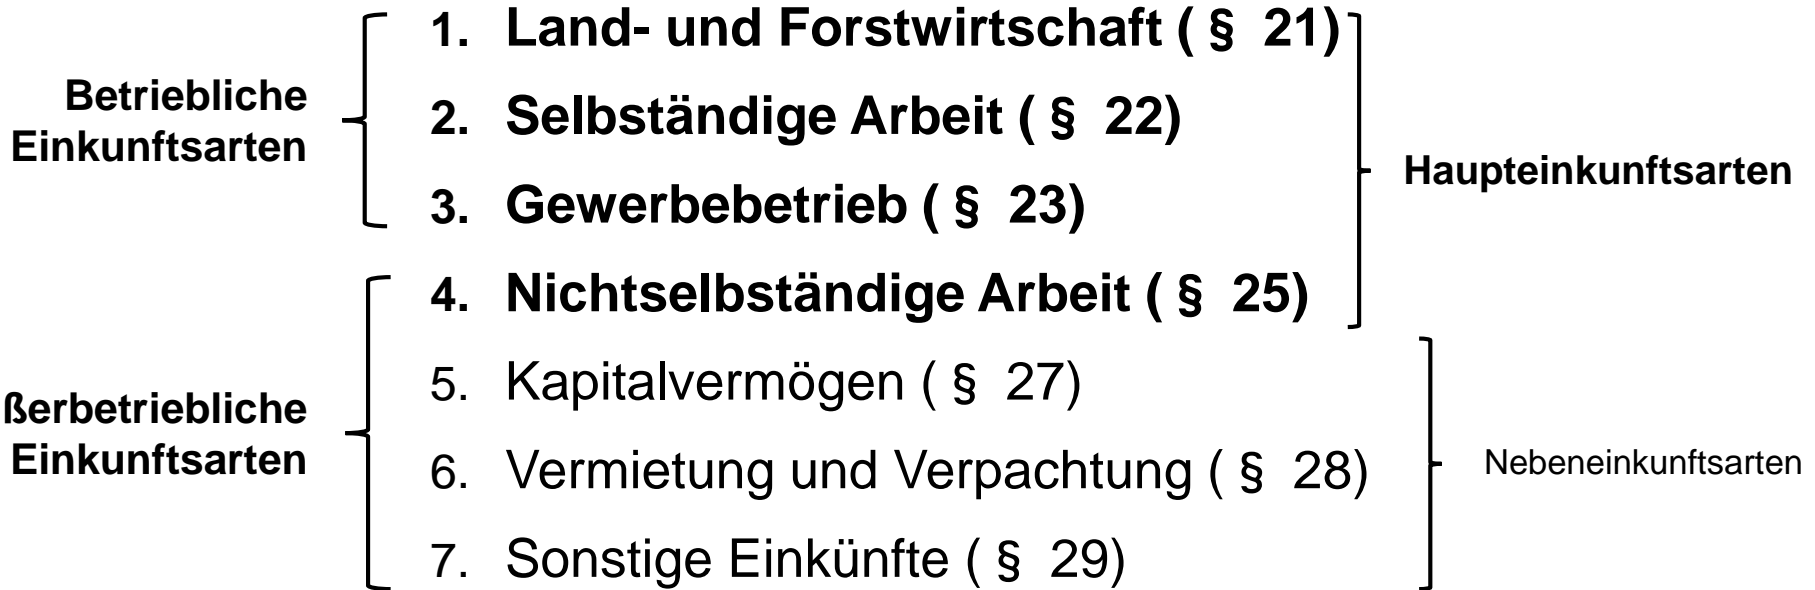 Betriebliche
Einkunftsarten
1. Land- und Forstwirtschaft ( § 21)
2. Selbständige Arbeit ( § 22)
3. Gewerbebetrieb ( § 23)
4. Nichtselbständige Arbeit ( § 25)
Haupteinkunftsarten
ßerbetriebliche
Einkunftsarten
5. Kapitalvermögen ( § 27)
6. Vermietung und Verpachtung ( § 28)
7. Sonstige Einkünfte ( § 29)
Nebeneinkunftsarten